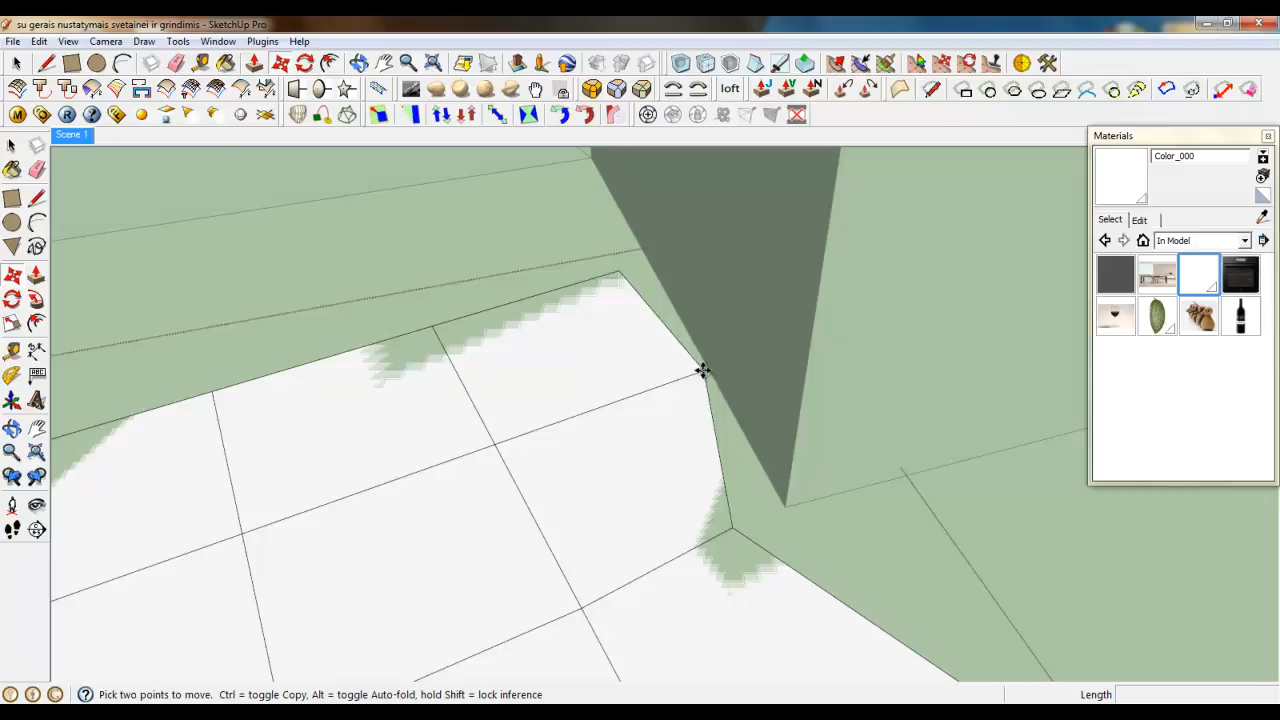 su gerais nustatymais svetainei ir grindimis - SketchUp Pro
File Edit View Camera Draw Tools Window Plugins Help
loft
Scene 1
Materials
Color_000
Select Edit
In Model
Pick two points to move. Ctrl = toggle Copy, Alt = toggle Auto-fold, hold Shift = lock inference
Length